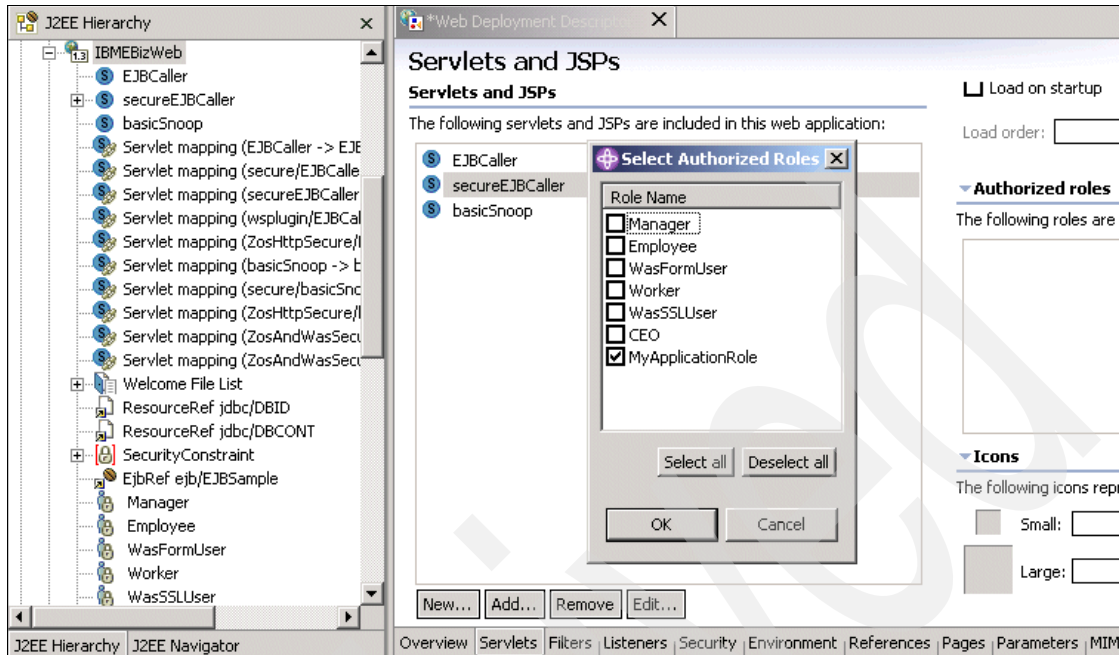 J2EE Hierarchy
IBMEBizWeb
EJBCaller
secureEJBCaller
basicSnoop
Servlet mapping (EJBCaller -> EJE
Servlet mapping (secure/EJBCalle
Servlet mapping (secureEJBCaller
Servlet mapping (wsplugin/EJBCal
Servlet mapping (ZosHttpSecure/
Servlet mapping (basicSnoop -> b
Servlet mapping (secure/basicSno
Servlet mapping (ZosHttpSecure/
Servlet mapping (ZosAndWasSecu
Servlet mapping (ZosAndWasSecu
Welcome File List
ResourceRef jdbc/DBID
ResourceRef jdbc/DBCONT
SecurityConstraint
EjbRef ejb/EJBSample
Manager
Employee
WasFormUser
Worker
WasSSLUser
J2EE Hierarchy J2EE Navigator
*Web Deployment Descriptor
Servlets and JSPs
Servlets and JSPs
The following servlets and JSPs are included in this web application:
EJBCaller
secureEJBCaller
basicSnoop
Select Authorized Roles
Role Name
Manager
Employee
WasFormUser
Worker
WasSSLUser
CEO
MyApplicationRole
Select all Deselect all
OK Cancel
New... Add... Remove Edit...
Load on startup
Load order:
Authorized roles
The following roles are
Icons
The following icons repr
Small:
Large:
Overview Servlets Filters Listeners Security Environment References Pages Parameters MIM